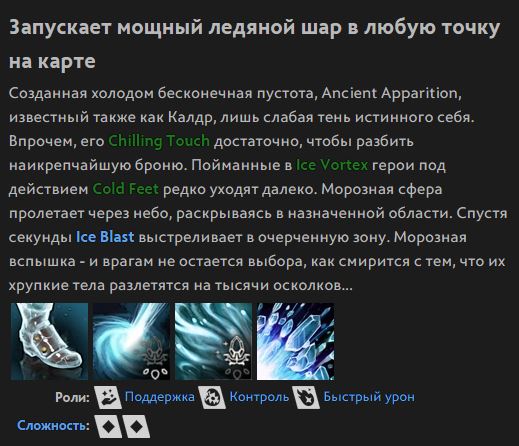 Запускает мощный ледяной шар в любую точку
на карте
Созданная холодом бесконечная пустота, Ancient Apparition,
известный также как Калдр, лишь слабая тень истинного себя.
Впрочем, его Chilling Touch достаточно, чтобы разбить
наикрепчайшую броню. Пойманные в Ice Vortex герои под
действием Cold Feet редко уходят далеко. Морозная сфера
пролетает через небо, раскрываясь в назначенной области. Спустя
секунды Ice Blast выстреливает в очерченную зону. Морозная
вспышка - и врагам не остается выбора, как смирится с тем, что их
хрупкие тела разлетятся на тысячи осколков...
Роли: Поддержка Контроль Быстрый урон
Сложность: